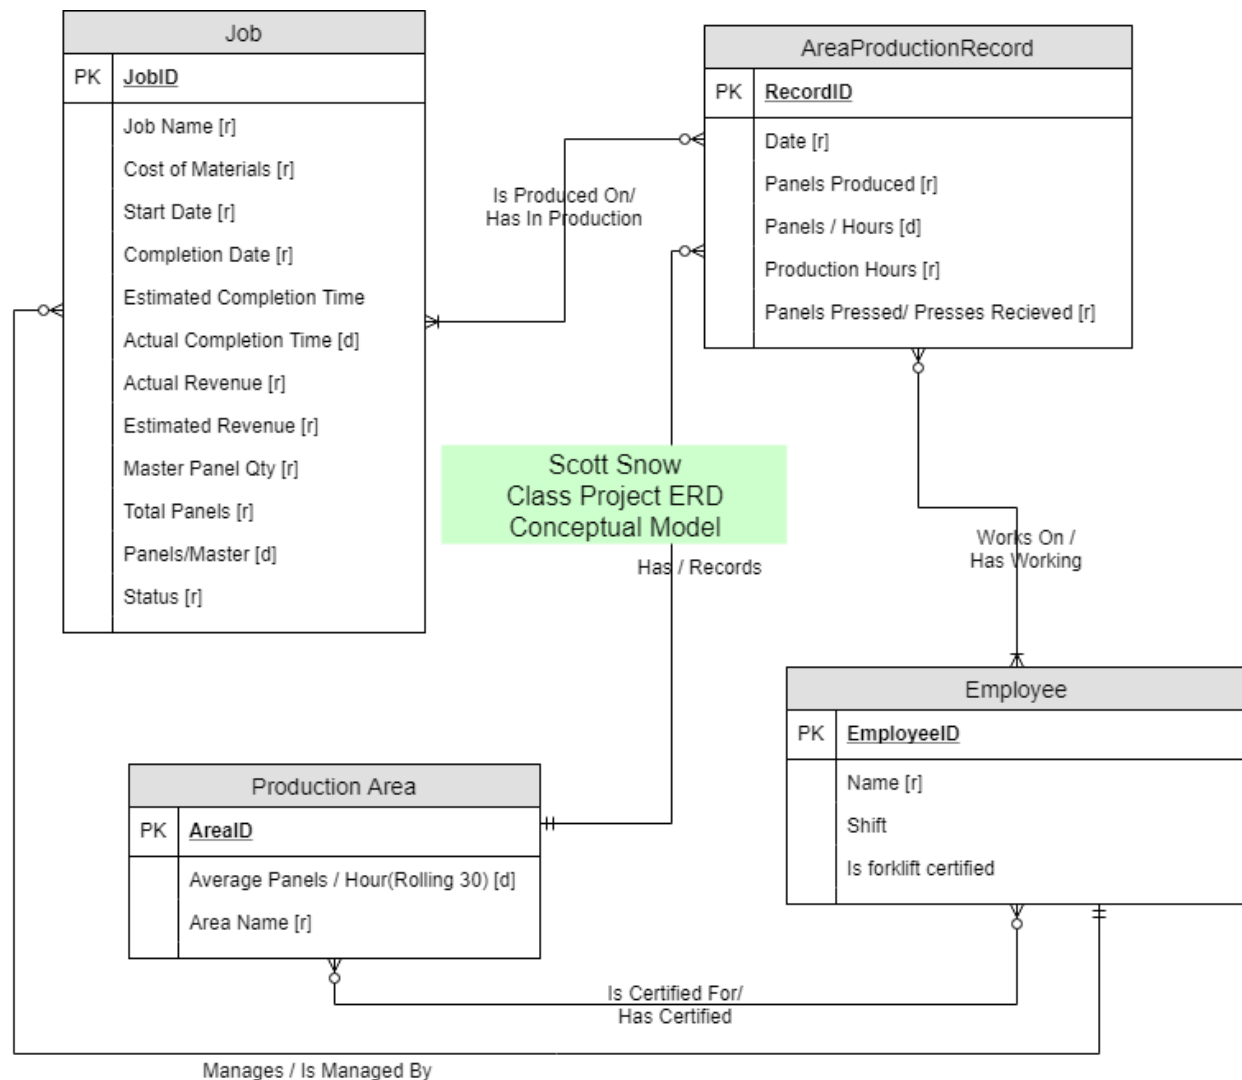 Job
PK JobID
Job Name [r]
Cost of Materials [r]
Start Date [r]
Completion Date [r]
Estimated Completion Time
Actual Completion Time [d]
Actual Revenue [r]
Estimated Revenue [r]
Master Panel Qty [r]
Total Panels [r]
Panels/Master [d]
Status [r]
AreaProductionRecord
PK RecordID
Date [r]
Panels Produced [r]
Panels / Hours [d]
Production Hours [r]
Panels Pressed/ Presses Recieved [r]
Is Produced On/
Has In Production
Scott Snow
Class Project ERD
Conceptual Model
Has / Records
Works On /
Has Working
Employee
PK EmployeeID
Name [r]
Shift
Is forklift certified
Production Area
PK AreaID
Average Panels / Hour(Rolling 30) [d]
Area Name [r]
Is Certified For/
Has Certified
Manages / Is Managed By